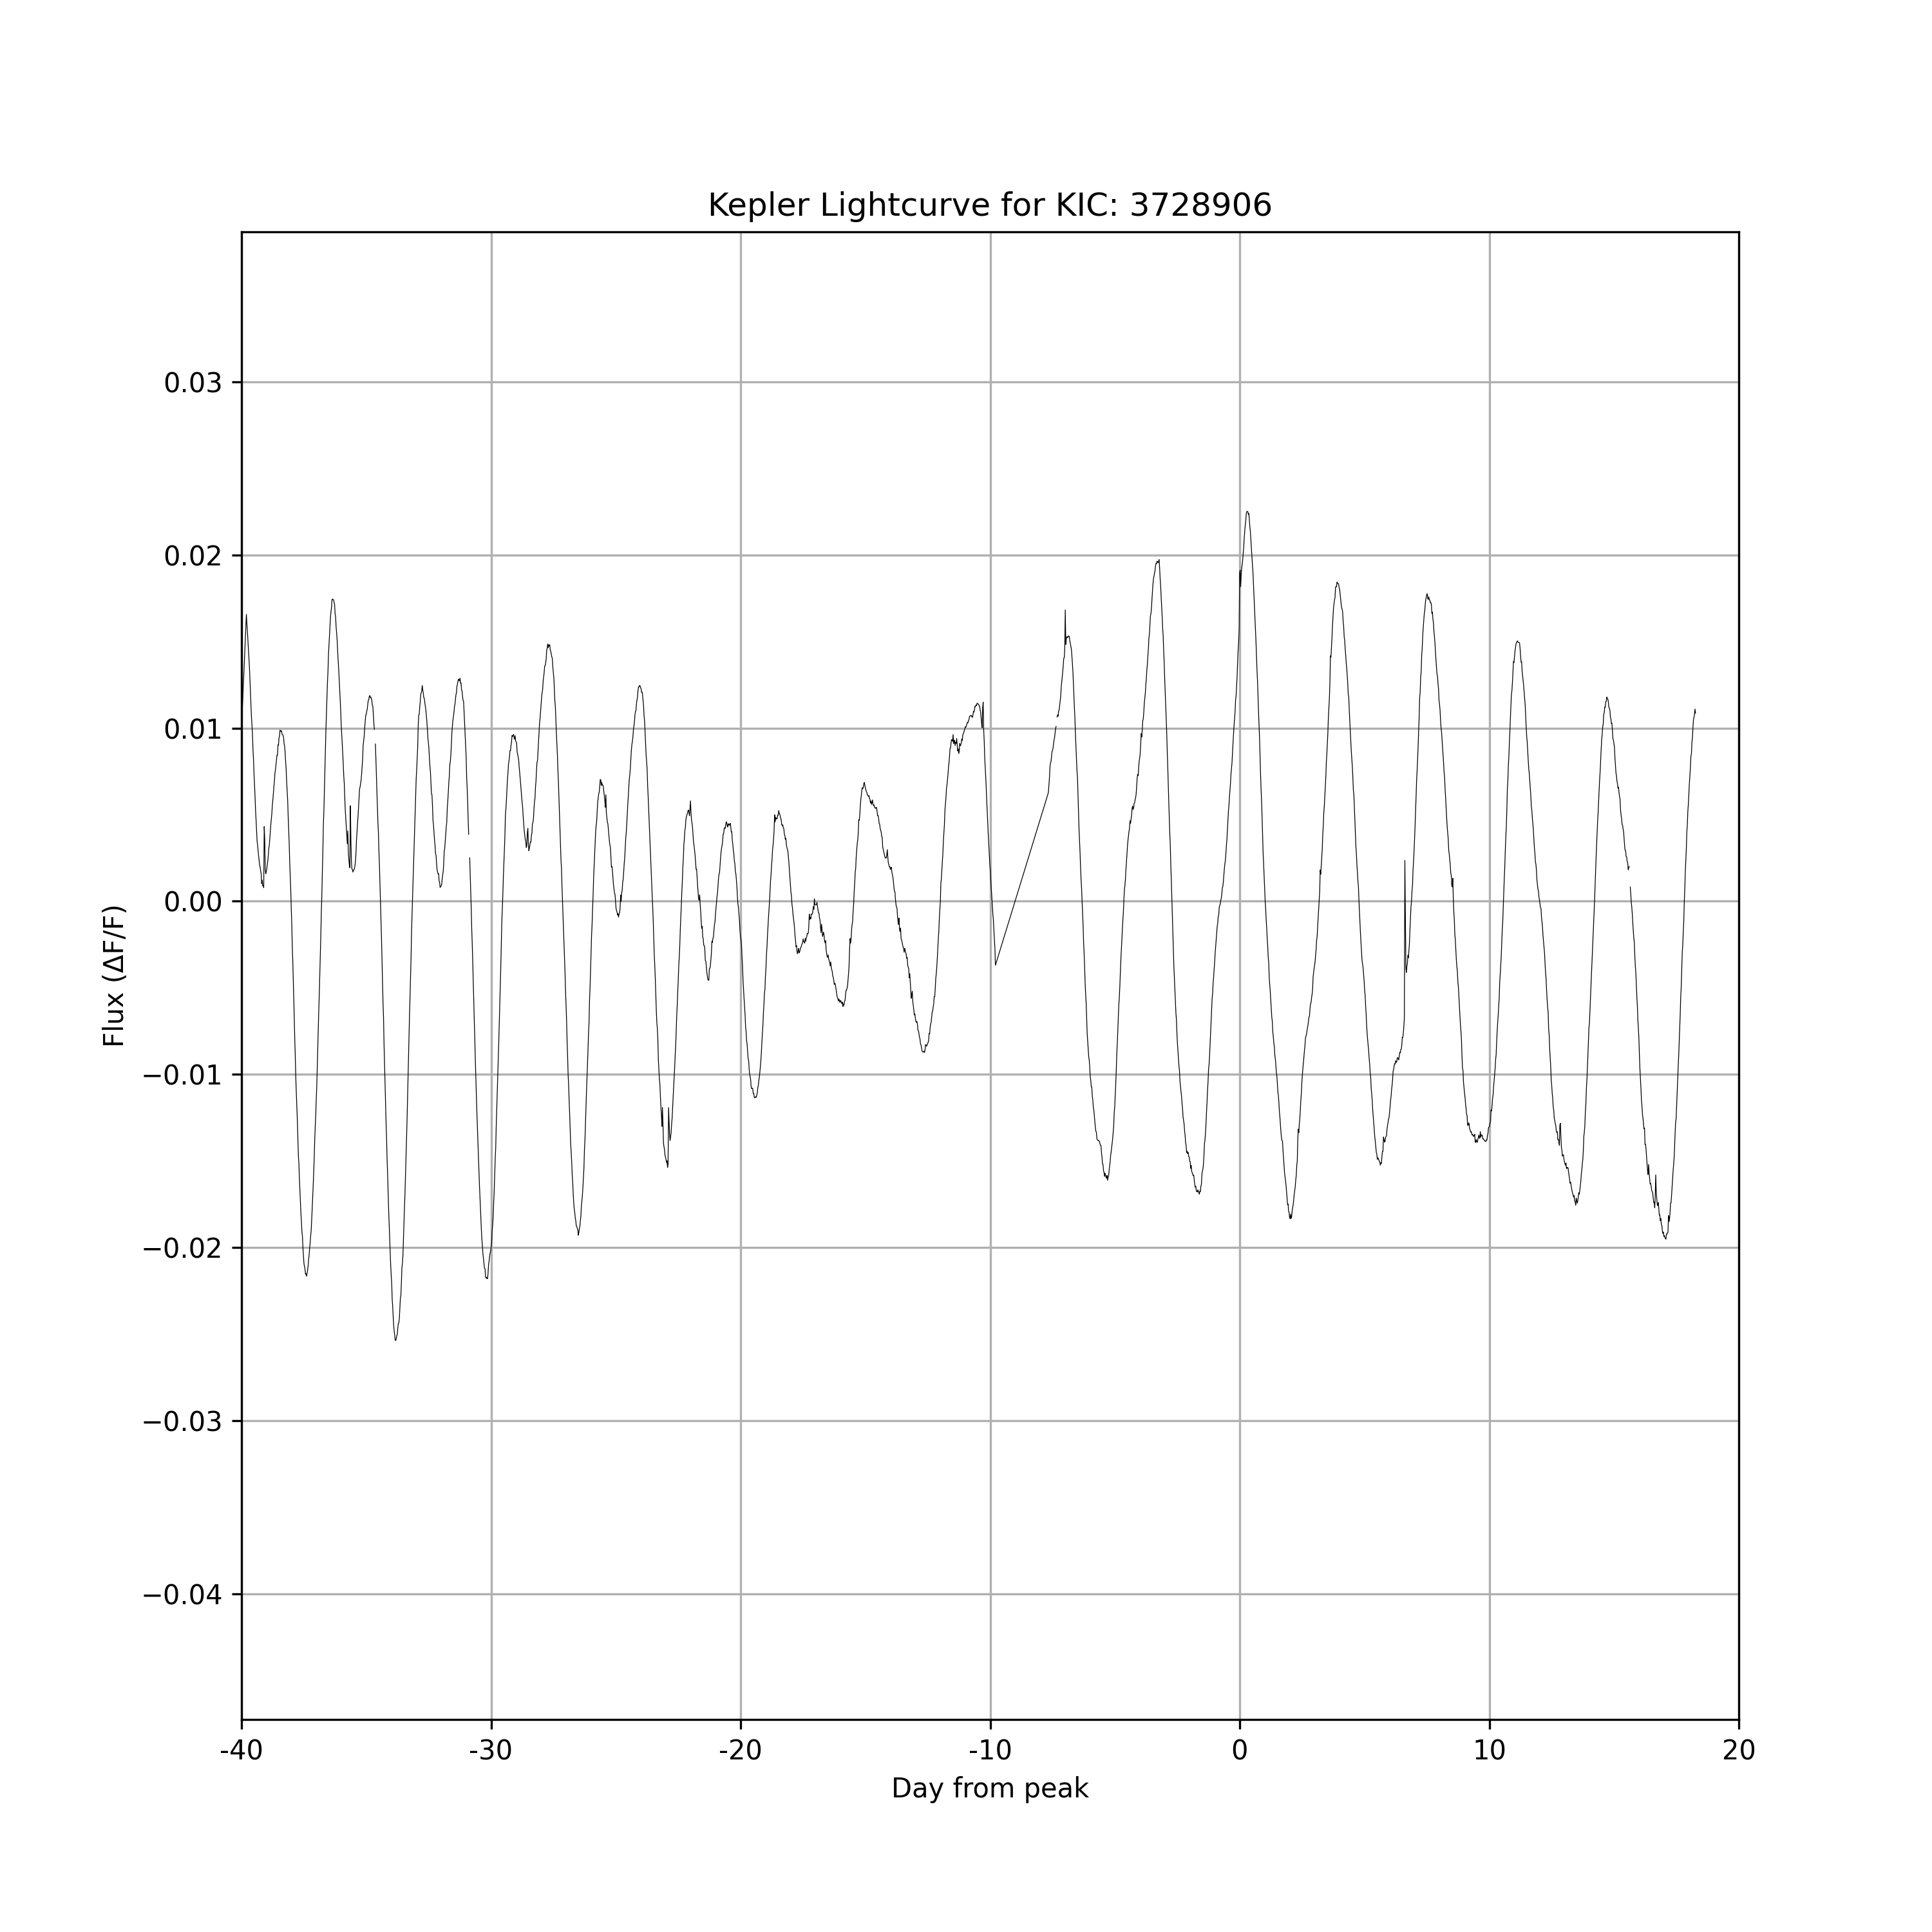 Kepler Lightcurve for KIC: 3728906
Flux (ΔF/F)
0.03
0.02
0.01
0.00
−0.01
−0.02
−0.03
−0.04
-40 -30 -20 -10 0 10 20
Day from peak